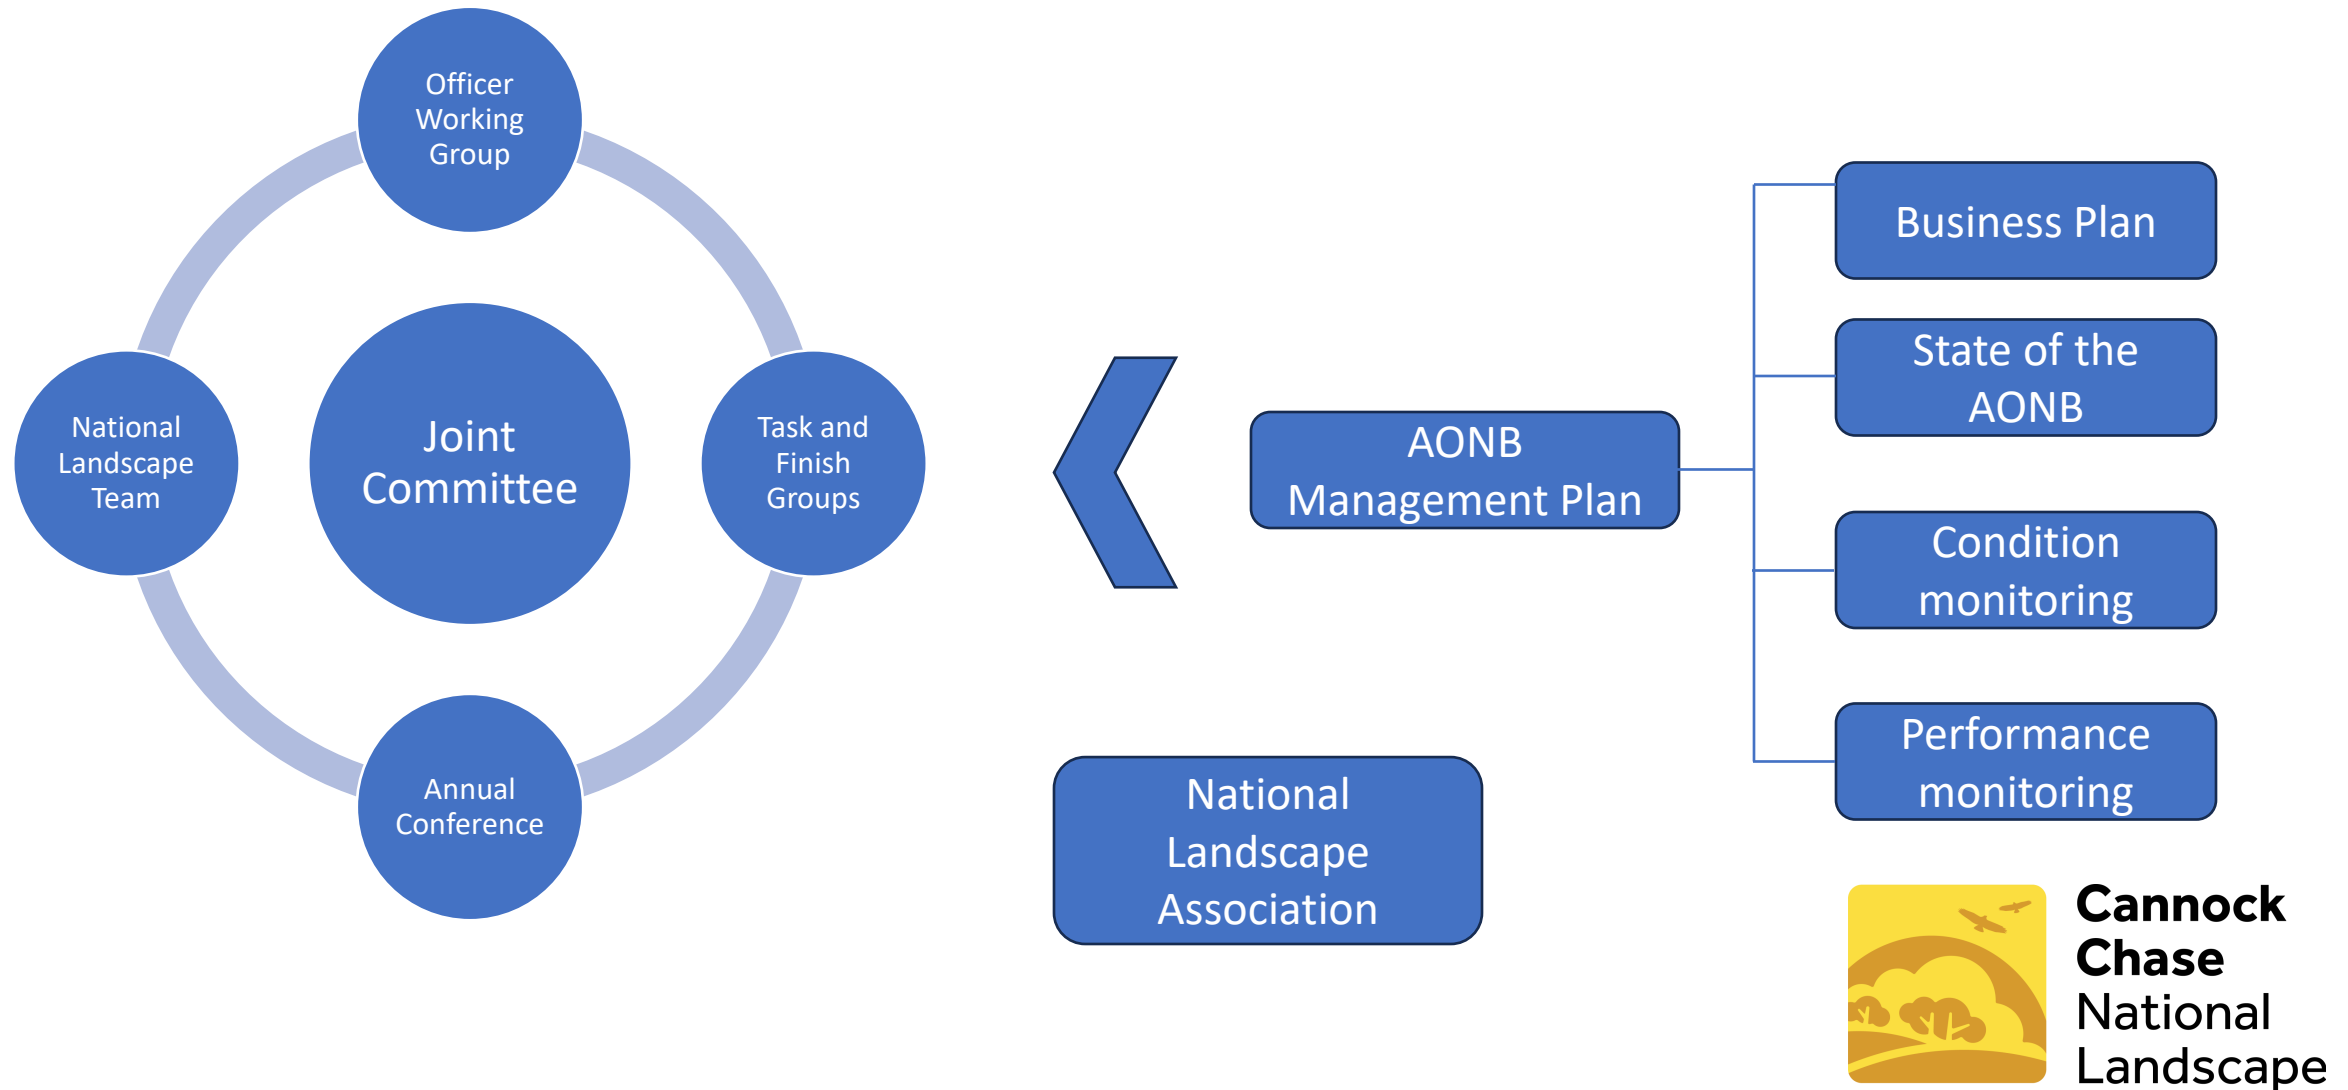 Officer
Working
Group
National
Landscape
Team
Joint
Committee
Task and
Finish
Groups
Annual
Conference
AONB
Management Plan
Business Plan
State of the
AONB
Condition
monitoring
Performance
monitoring
National
Landscape
Association
Cannock
Chase
National
Landscape